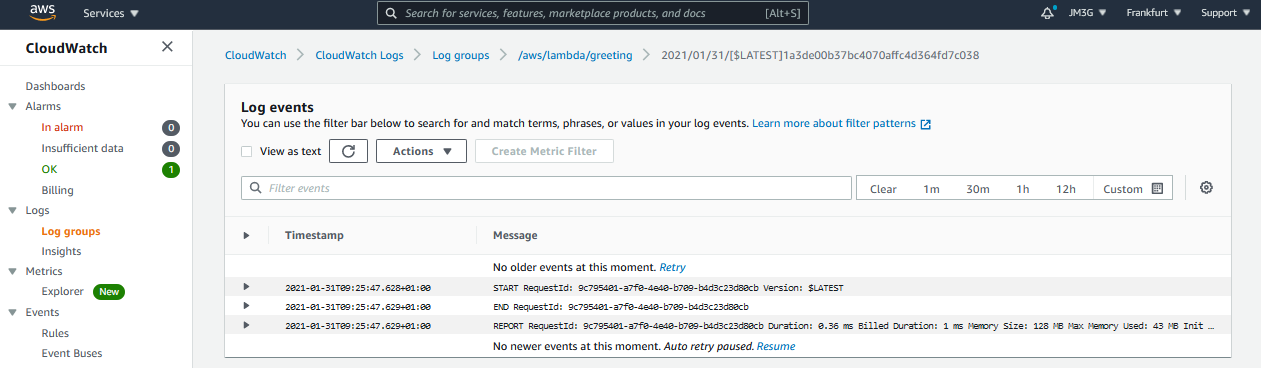 aws Services Search for services, features, marketplace products, and docs [Alt+S] JM3G Frankfurt Support
CloudWatch
Dashboards
Alarms
In alarm 0
Insufficient data 0
OK 1
Billing
Logs
Log groups
Insights
Metrics
Explorer New
Events
Rules
Event Buses
CloudWatch CloudWatch Logs Log groups /aws/lambda/greeting 2021/01/31/[$LATEST]1a3de00b37bc4070affc4d364fd7c038
Log events
You can use the filter bar below to search for and match terms, phrases, or values in your log events. Learn more about filter patterns
View as text Actions Create Metric Filter
Filter events Clear 1m 30m 1h 12h Custom
Timestamp Message
No older events at this moment. Retry
2021-01-31T09:25:47.628+01:00 START RequestId: 9c795401-a7f0-4e40-b709-b4d3c23d80cb Version: $LATEST
2021-01-31T09:25:47.629+01:00 END RequestId: 9c795401-a7f0-4e40-b709-b4d3c23d80cb
2021-01-31T09:25:47.629+01:00 REPORT RequestId: 9c795401-a7f0-4e40-b709-b4d3c23d80cb Duration: 0.36 ms Billed Duration: 1 ms Memory Size: 128 MB Max Memory Used: 43 MB Init …
No newer events at this moment. Auto retry paused. Resume